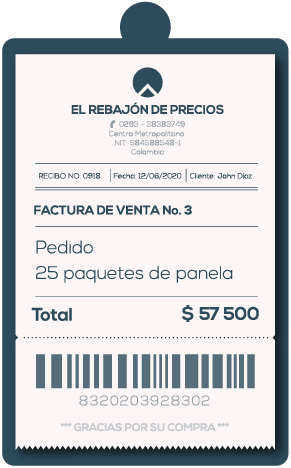 EL REBAJÓN DE PRECIOS
0293 - 38383749
Centro Metropolitano
NIT: 584588548-1
Colombia
RECIBO NO: 0918 Fecha: 12/06/2020 Cliente: John Díaz
FACTURA DE VENTA No. 3
Pedido:
25 paquetes de panela
Total $ 57 500
8320203928302
*** GRACIAS POR SU COMPRA ***